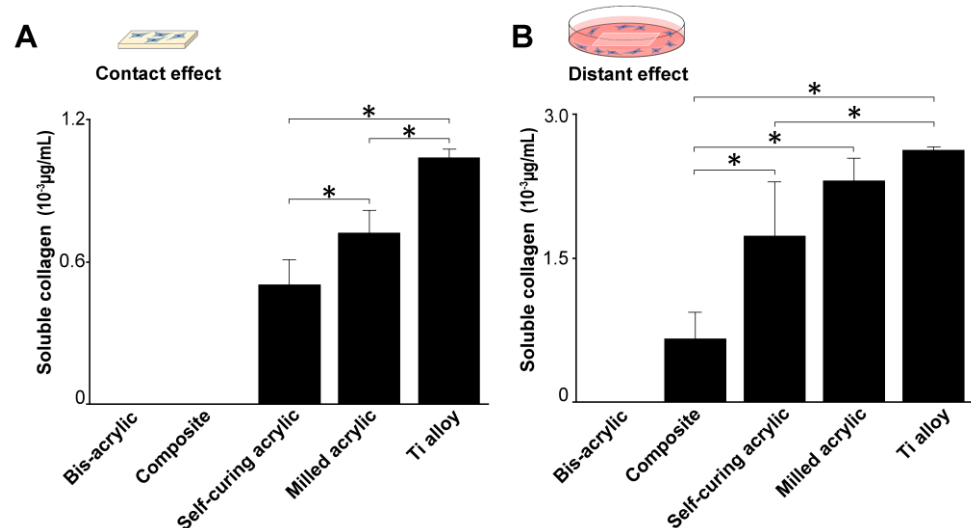 A
Contact effect
Soluble collagen (10⁻³µg/mL)
1.2
0.6
0
*
*
*
Bis-acrylic
Composite
Self-curing acrylic
Milled acrylic
Ti alloy
B
Distant effect
Soluble collagen (10⁻³µg/mL)
3.0
1.5
0
*
*
*
*
Bis-acrylic
Composite
Self-curing acrylic
Milled acrylic
Ti alloy